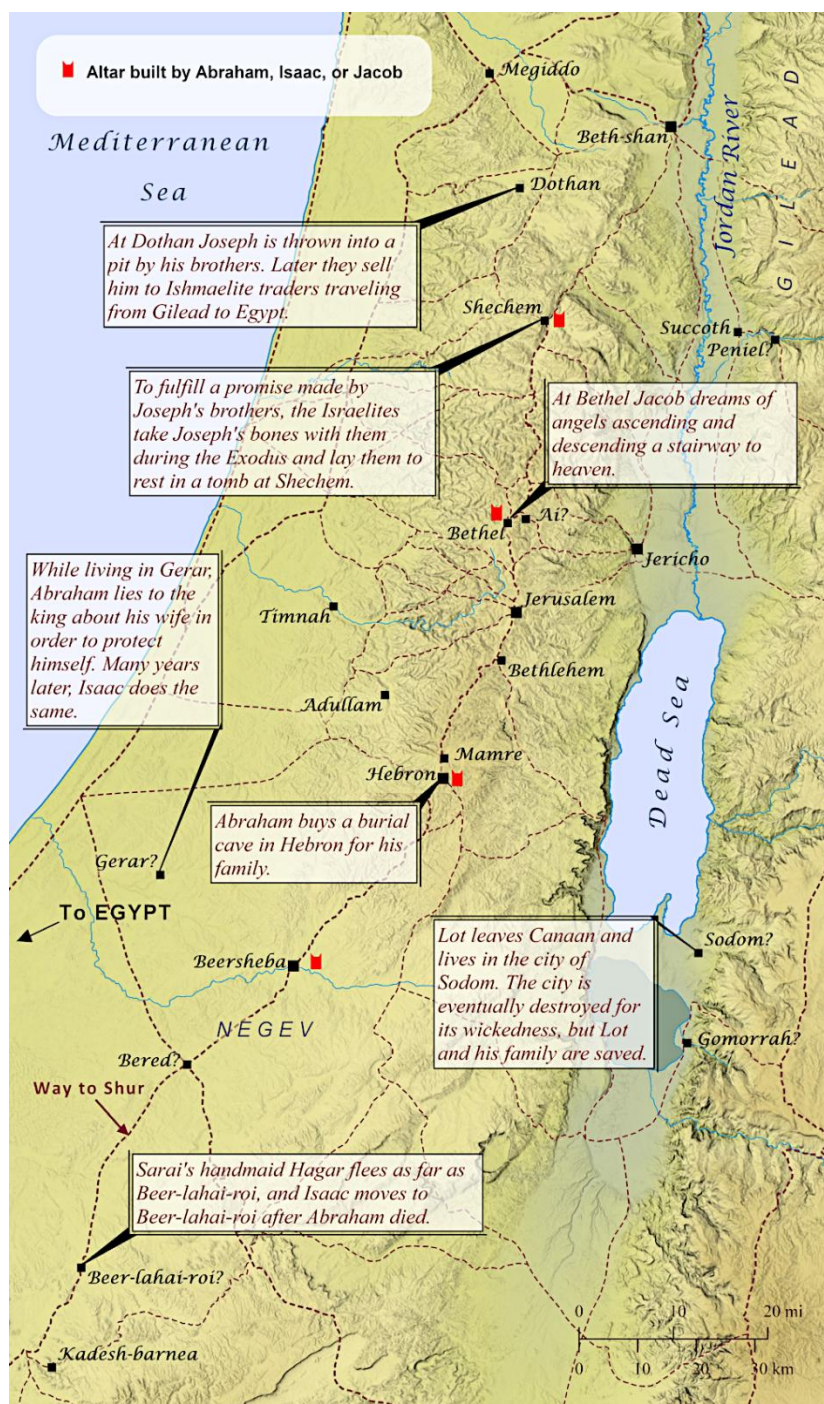 Altar built by Abraham, Isaac, or Jacob
Megiddo
Mediterranean
Sea
Beth-shan
Jordan River
GILEAD
Dothan
At Dothan Joseph is thrown into a
pit by his brothers. Later they sell
him to Ishmaelite traders traveling
from Gilead to Egypt.
Shechem
Succoth
Peniel?
To fulfill a promise made by
Joseph's brothers, the Israelites
take Joseph's bones with them
during the Exodus and lay them to
rest in a tomb at Shechem.
At Bethel Jacob dreams of
angels ascending and
descending a stairway to
heaven.
Ai?
Bethel
Jericho
While living in Gerar,
Abraham lies to the
king about his wife in
order to protect
himself. Many years
later, Isaac does the
same.
Timnah
Jerusalem
Bethlehem
Adullam
Mamre
Hebron
Dead Sea
Abraham buys a burial
cave in Hebron for his
family.
Gerar?
To EGYPT
Beersheba
Lot leaves Canaan and
lives in the city of
Sodom. The city is
eventually destroyed for
its wickedness, but Lot
and his family are saved.
Sodom?
NEGEV
Gomorrah?
Bered?
Way to Shur
Sarai's handmaid Hagar flees as far as
Beer-lahai-roi, and Isaac moves to
Beer-lahai-roi after Abraham died.
Beer-lahai-roi?
Kadesh-barnea
0 10 20 mi
0 10 20 30 km